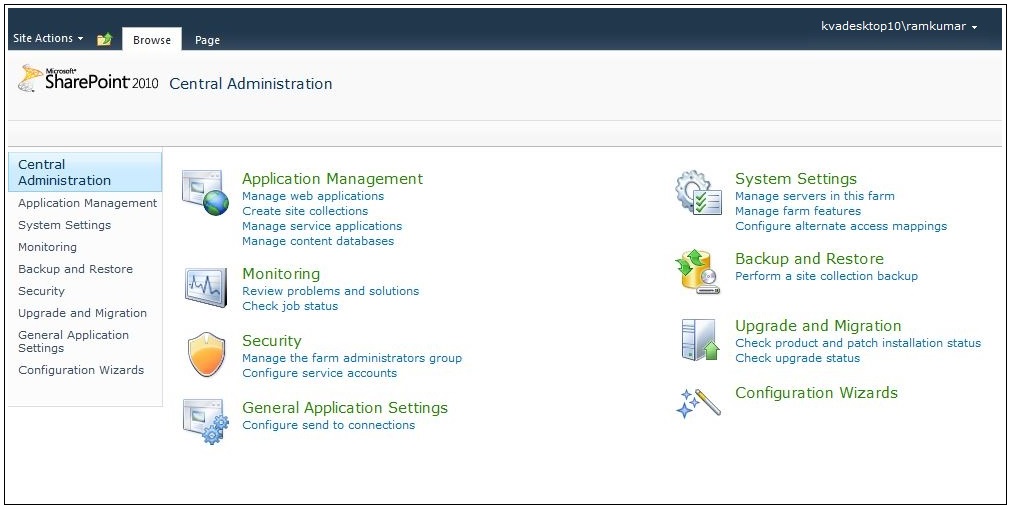 Site Actions
Browse
Page
kvadesktop10\ramkumar
Microsoft®
SharePoint® 2010
Central Administration
Central
Administration
Application Management
System Settings
Monitoring
Backup and Restore
Security
Upgrade and Migration
General Application
Settings
Configuration Wizards
Application Management
Manage web applications
Create site collections
Manage service applications
Manage content databases
Monitoring
Review problems and solutions
Check job status
Security
Manage the farm administrators group
Configure service accounts
General Application Settings
Configure send to connections
System Settings
Manage servers in this farm
Manage farm features
Configure alternate access mappings
Backup and Restore
Perform a site collection backup
Upgrade and Migration
Check product and patch installation status
Check upgrade status
Configuration Wizards